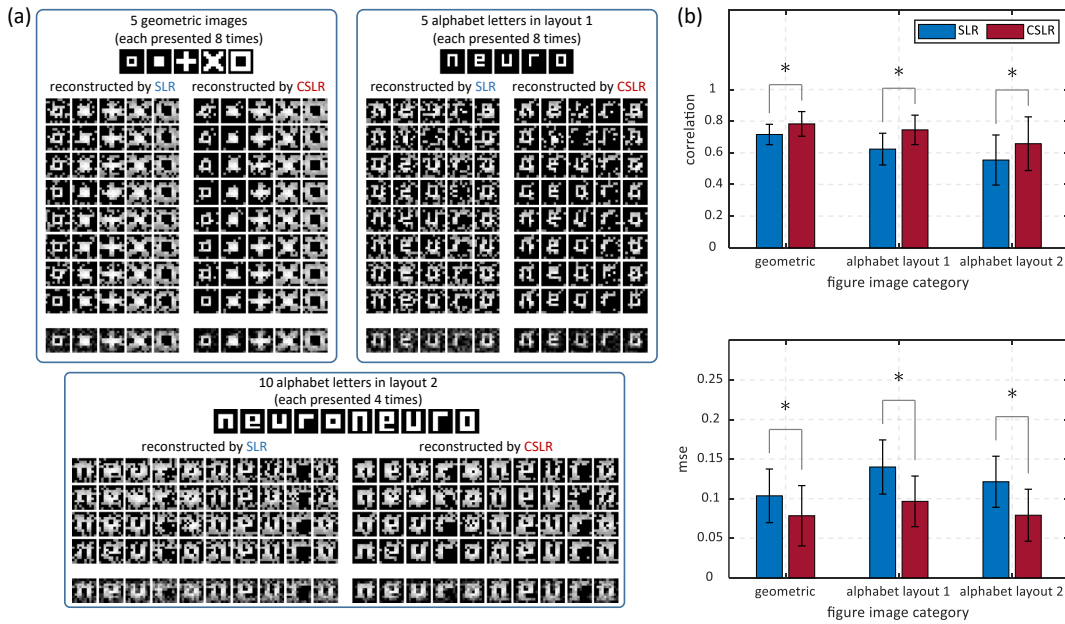 (a)
5 geometric images
(each presented 8 times)
reconstructed by SLR
reconstructed by CSLR
5 alphabet letters in layout 1
(each presented 8 times)
neuro
reconstructed by SLR
reconstructed by CSLR
10 alphabet letters in layout 2
(each presented 4 times)
neuroneuro
reconstructed by SLR
reconstructed by CSLR
(b)
SLR
CSLR
correlation
1
0.8
0.6
0.4
0.2
0
*
*
*
geometric
alphabet layout 1
alphabet layout 2
figure image category
mse
0.25
0.2
0.15
0.1
0.05
0
*
*
*
geometric
alphabet layout 1
alphabet layout 2
figure image category